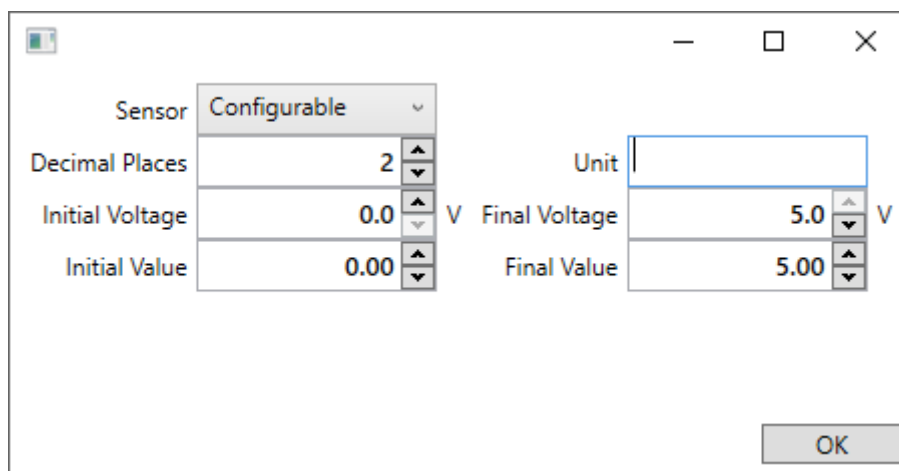 Sensor Configurable
Decimal Places 2 Unit
Initial Voltage 0.0 V Final Voltage 5.0 V
Initial Value 0.00 Final Value 5.00
OK